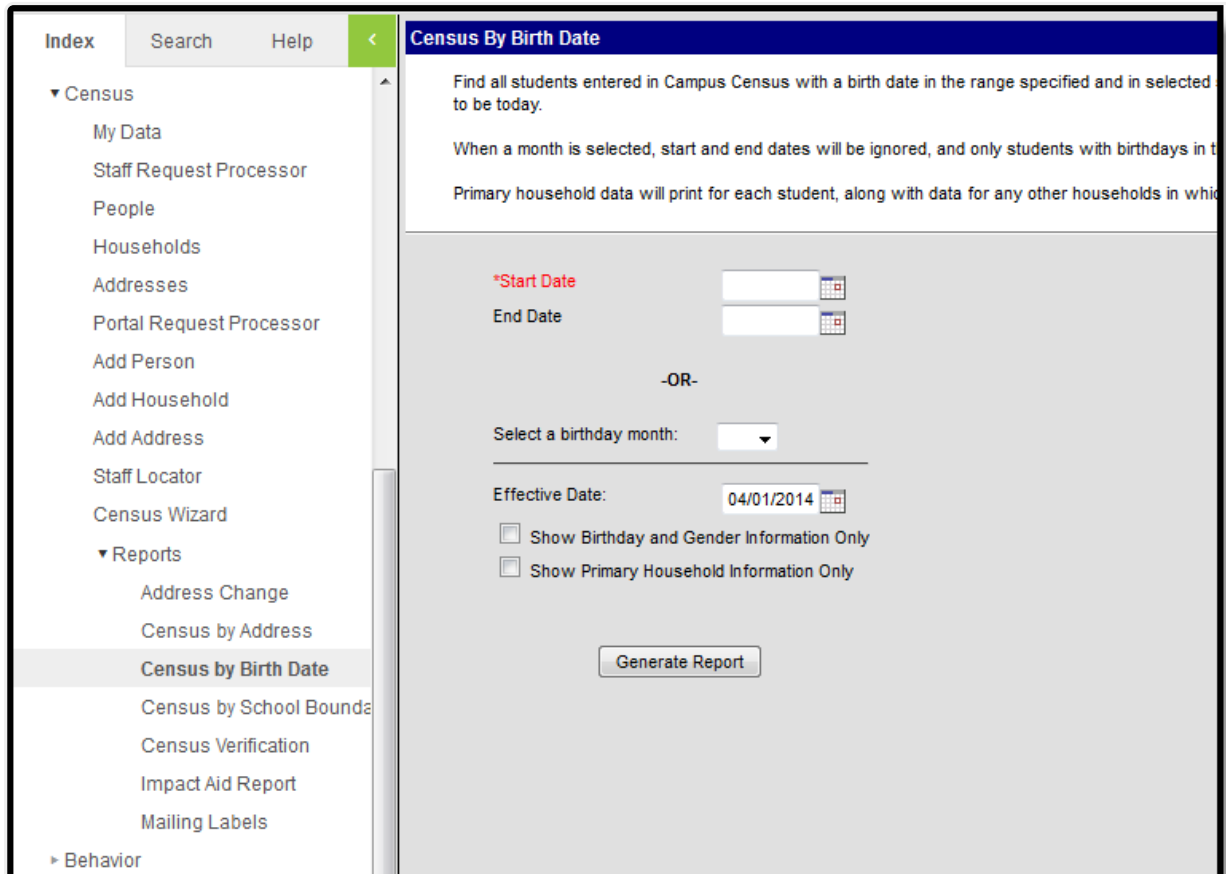 Index Search Help
Census
My Data
Staff Request Processor
People
Households
Addresses
Portal Request Processor
Add Person
Add Household
Add Address
Staff Locator
Census Wizard
Reports
Address Change
Census by Address
Census by Birth Date
Census by School Bounda
Census Verification
Impact Aid Report
Mailing Labels
Behavior
Census By Birth Date
Find all students entered in Campus Census with a birth date in the range specified and in selected
to be today.
When a month is selected, start and end dates will be ignored, and only students with birthdays in
Primary household data will print for each student, along with data for any other households in
*Start Date
End Date
-OR-
Select a birthday month:
Effective Date: 04/01/2014
Show Birthday and Gender Information Only
Show Primary Household Information Only
Generate Report